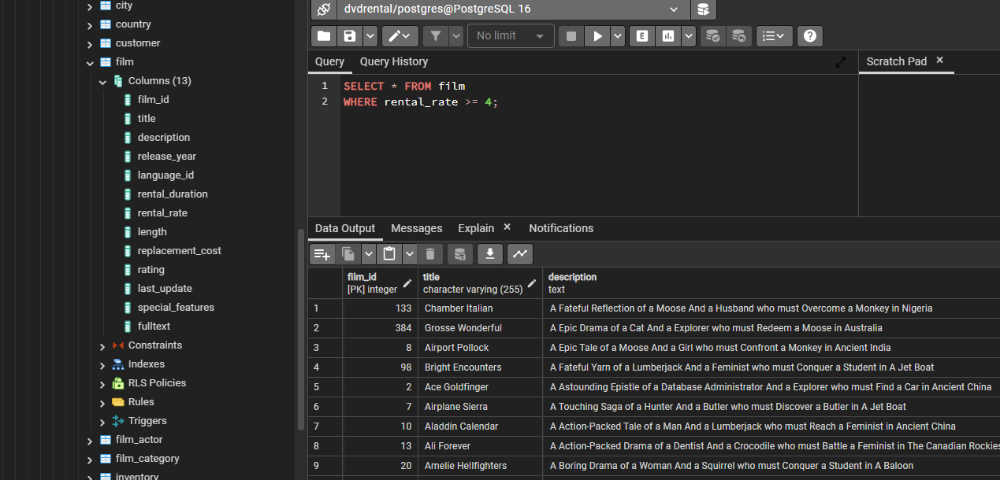 city
country
customer
film
Columns (13)
film_id
title
description
release_year
language_id
rental_duration
rental_rate
length
replacement_cost
rating
last_update
special_features
fulltext
Constraints
Indexes
RLS Policies
Rules
Triggers
film_actor
film_category
inventory
dvdrental/postgres@PostgreSQL 16
No limit
E
?
Query Query History
Scratch Pad
1 SELECT * FROM film
2 WHERE rental_rate >= 4;
Data Output Messages Explain Notifications
film_id title description
[PK] integer character varying (255) text
1 133 Chamber Italian A Fateful Reflection of a Moose And a Husband who must Overcome a Monkey in Nigeria
2 384 Grosse Wonderful A Epic Drama of a Cat And a Explorer who must Redeem a Moose in Australia
3 8 Airport Pollock A Epic Tale of a Moose And a Girl who must Confront a Monkey in Ancient India
4 98 Bright Encounters A Fateful Yarn of a Lumberjack And a Feminist who must Conquer a Student in A Jet Boat
5 2 Ace Goldfinger A Astounding Epistle of a Database Administrator And a Explorer who must Find a Car in Ancient China
6 7 Airplane Sierra A Touching Saga of a Hunter And a Butler who must Discover a Butler in A Jet Boat
7 10 Aladdin Calendar A Action-Packed Tale of a Man And a Lumberjack who must Reach a Feminist in Ancient China
8 13 Ali Forever A Action-Packed Drama of a Dentist And a Crocodile who must Battle a Feminist in The Canadian Rockies
9 20 Amelie Hellfighters A Boring Drama of a Woman And a Squirrel who must Conquer a Student in A Baloon